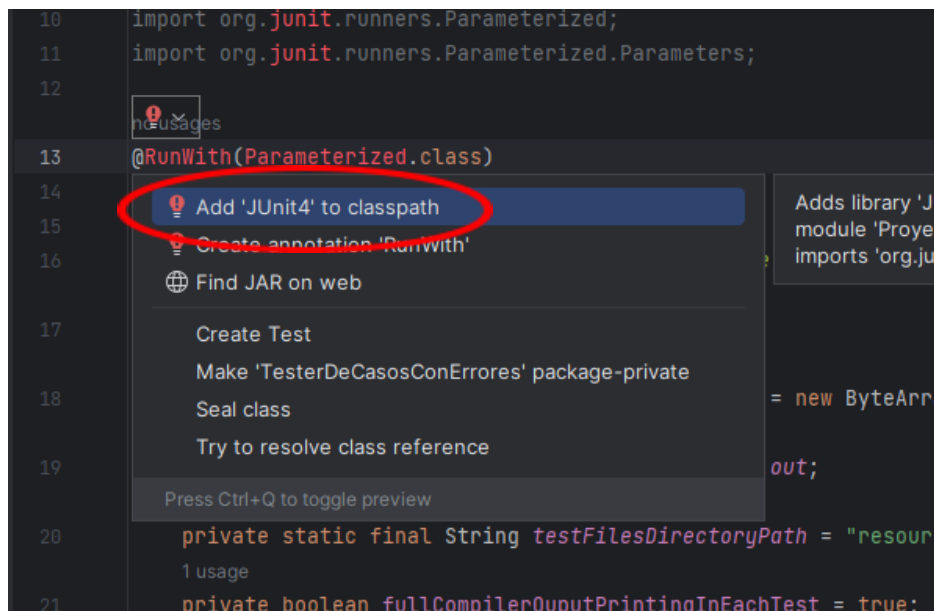 10 import org.junit.runners.Parameterized;
11 import org.junit.runners.Parameterized.Parameters;
12
no usages
13 @RunWith(Parameterized.class)
14
Add 'JUnit4' to classpath
Adds library 'J
15
module 'Proye
Create annotation 'RunWith'
16
imports 'org.ju
Find JAR on web
17
Create Test
Make 'TesterDeCasosConErrores' package-private
18 = new ByteArr
Seal class
Try to resolve class reference
19 out;
Press Ctrl+Q to toggle preview
20 private static final String testFilesDirectoryPath = "resour
1 usage
21 private boolean fullCompilerOuputPrintingInEachTest = true;